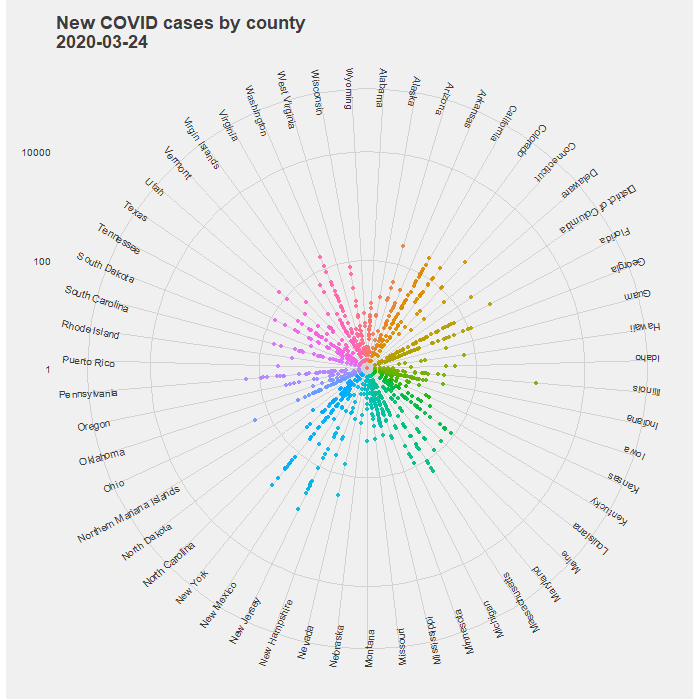 New COVID cases by county
2020-03-24
10000
100
1
Alabama
Alaska
Arizona
Arkansas
California
Colorado
Connecticut
Delaware
District of Columbia
Florida
Georgia
Guam
Hawaii
Idaho
Illinois
Indiana
Iowa
Kansas
Kentucky
Louisiana
Maine
Maryland
Massachusetts
Michigan
Minnesota
Mississippi
Missouri
Montana
Nebraska
Nevada
New Hampshire
New Jersey
New Mexico
New York
North Carolina
North Dakota
Northern Mariana Islands
Ohio
Oklahoma
Oregon
Pennsylvania
Puerto Rico
Rhode Island
South Carolina
South Dakota
Tennessee
Texas
Utah
Vermont
Virgin Islands
Virginia
Washington
West Virginia
Wisconsin
Wyoming